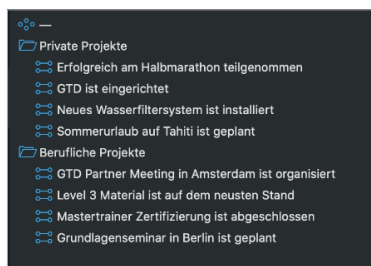 —
Private Projekte
Erfolgreich am Halbmarathon teilgenommen
GTD ist eingerichtet
Neues Wasserfiltersystem ist installiert
Sommerurlaub auf Tahiti ist geplant
Berufliche Projekte
GTD Partner Meeting in Amsterdam ist organisiert
Level 3 Material ist auf dem neusten Stand
Mastertrainer Zertifizierung ist abgeschlossen
Grundlagenseminar in Berlin ist geplant